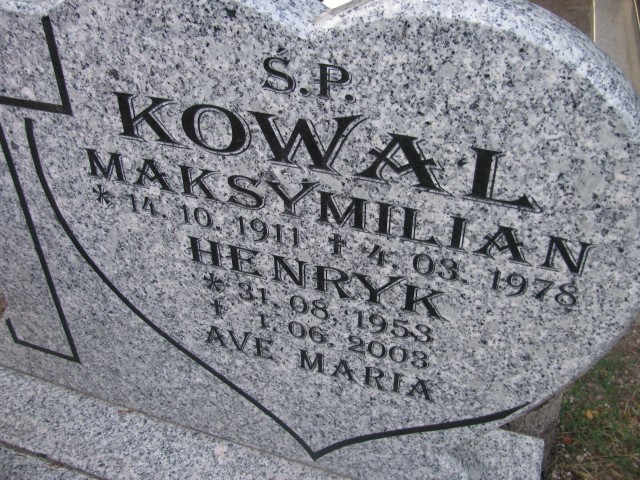 Ś.P.
KOWAL
MAKSYMILIAN
* 14. 10. 1911 † 4. 03. 1978
HENRYK
* 31. 08. 1953
† 1. 06. 2003
AVE MARIA